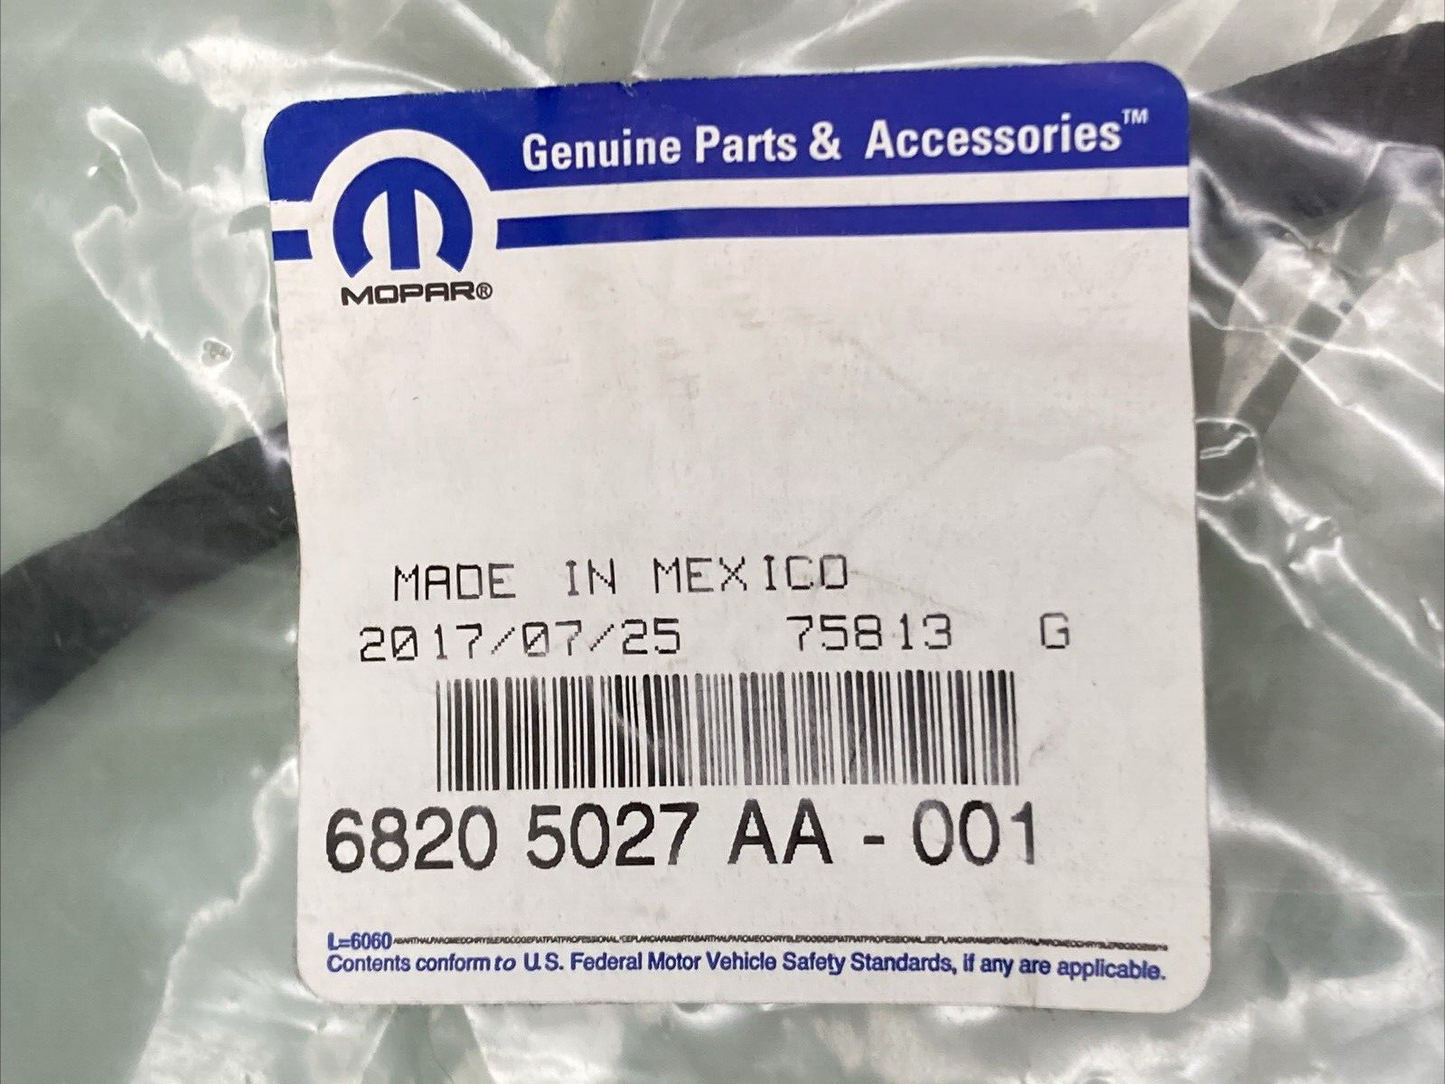 Genuine Parts & Accessories™
MOPAR®
MADE IN MEXICO
2017/07/25 75813 G
6820 5027 AA - 001
L=6060
Contents conform to U.S. Federal Motor Vehicle Safety Standards, if any are applicable.